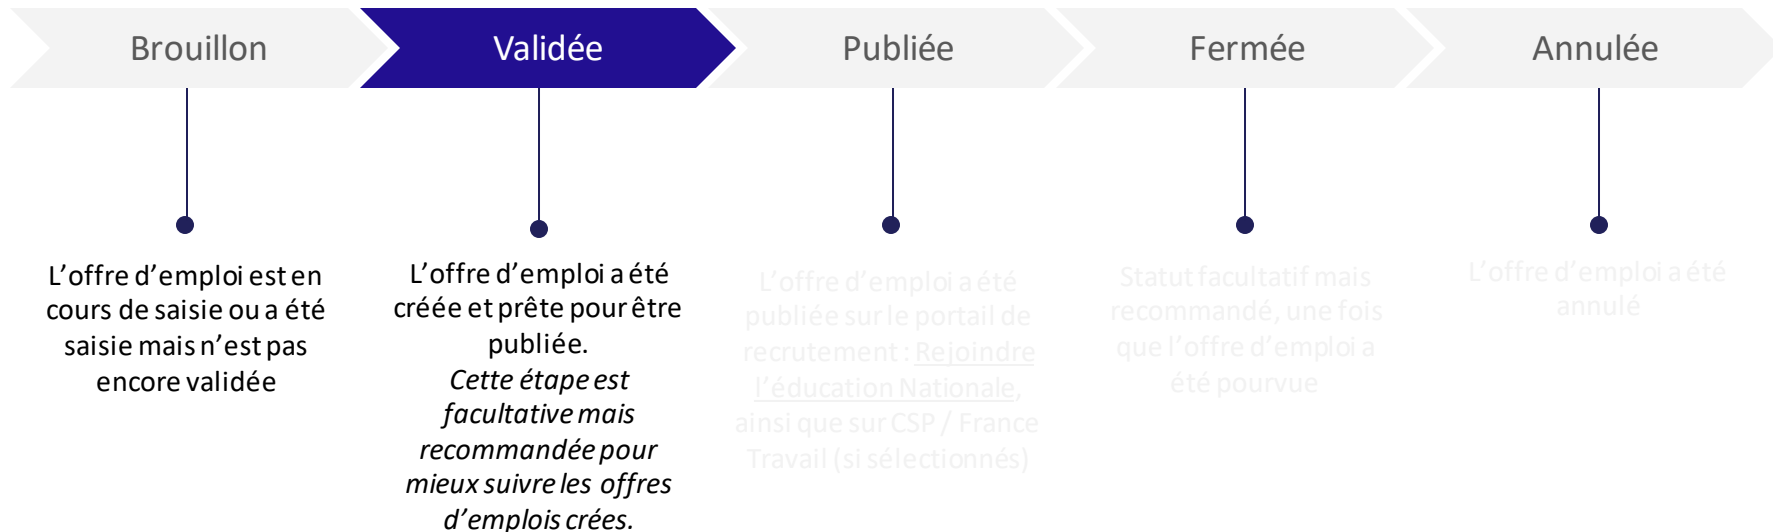 Brouillon
Validée
Publiée
Fermée
Annulée
L'offre d'emploi est en
cours de saisie ou a été
saisie mais n'est pas
encore validée
L'offre d'emploi a été
créée et prête pour être
publiée.
Cette étape est
facultative mais
recommandée pour
mieux suivre les offres
d'emplois crées.
L'offre d'emploi a été
publiée sur le portail de
recrutement : Rejoindre
l'éducation Nationale,
ainsi que sur CSP / France
Travail (si sélectionnés)
Statut facultatif mais
recommandé, une fois
que l'offre d'emploi a
été pourvue
L'offre d'emploi a été
annulé